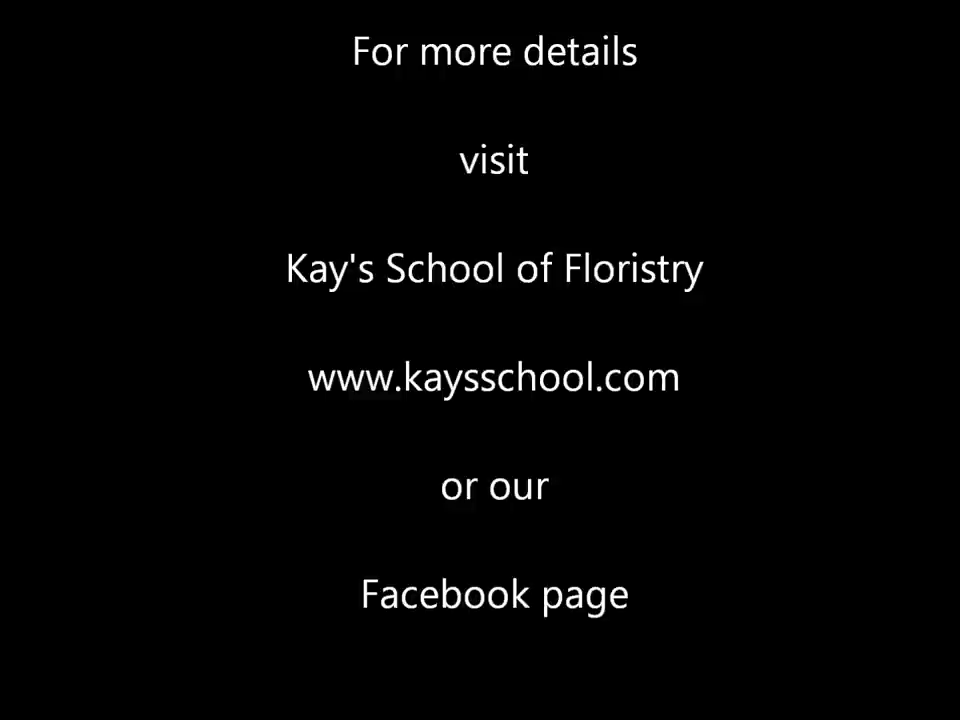 For more details
visit
Kay's School of Floristry
www.kaysschool.com
or our
Facebook page